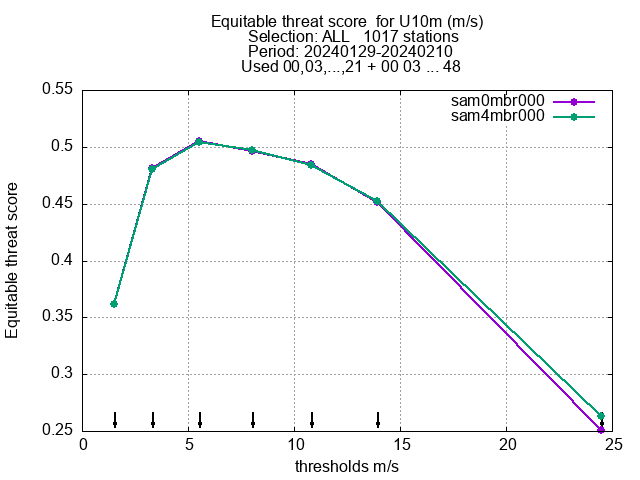 Equitable threat score  for U10m (m/s)
Selection: ALL   1017 stations
Period: 20240129-20240210
Used 00,03,...,21 + 00 03 ... 48
sam0mbr000
sam4mbr000
0.55
0.5
0.45
0.4
0.35
0.3
0.25
Equitable threat score
0 5 10 15 20 25
thresholds m/s